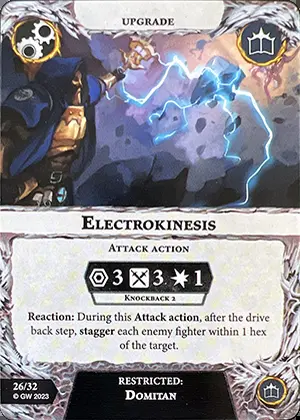 UPGRADE
ELECTROKINESIS
ATTACK ACTION
3 3 1
KNOCKBACK 2
Reaction: During this Attack action, after the drive
back step, stagger each enemy fighter within 1 hex
of the target.
26/32
© GW 2023
RESTRICTED:
DOMITAN